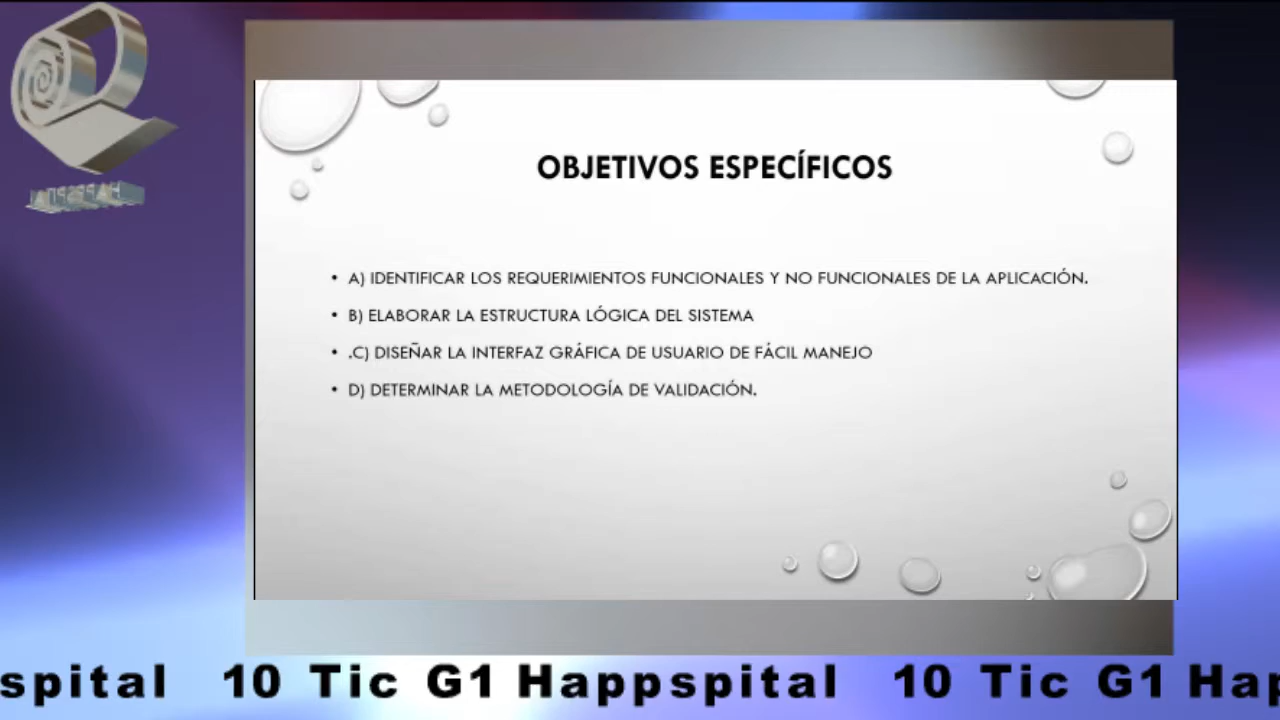 OBJETIVOS ESPECÍFICOS
• A) IDENTIFICAR LOS REQUERIMIENTOS FUNCIONALES Y NO FUNCIONALES DE LA APLICACIÓN.
• B) ELABORAR LA ESTRUCTURA LÓGICA DEL SISTEMA
• .C) DISEÑAR LA INTERFAZ GRÁFICA DE USUARIO DE FÁCIL MANEJO
• D) DETERMINAR LA METODOLOGÍA DE VALIDACIÓN.
spital 10 Tic G1 Happspital 10 Tic G1 Hap